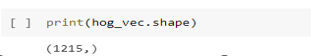 [ ] print(hog_vec.shape)
(1215,)